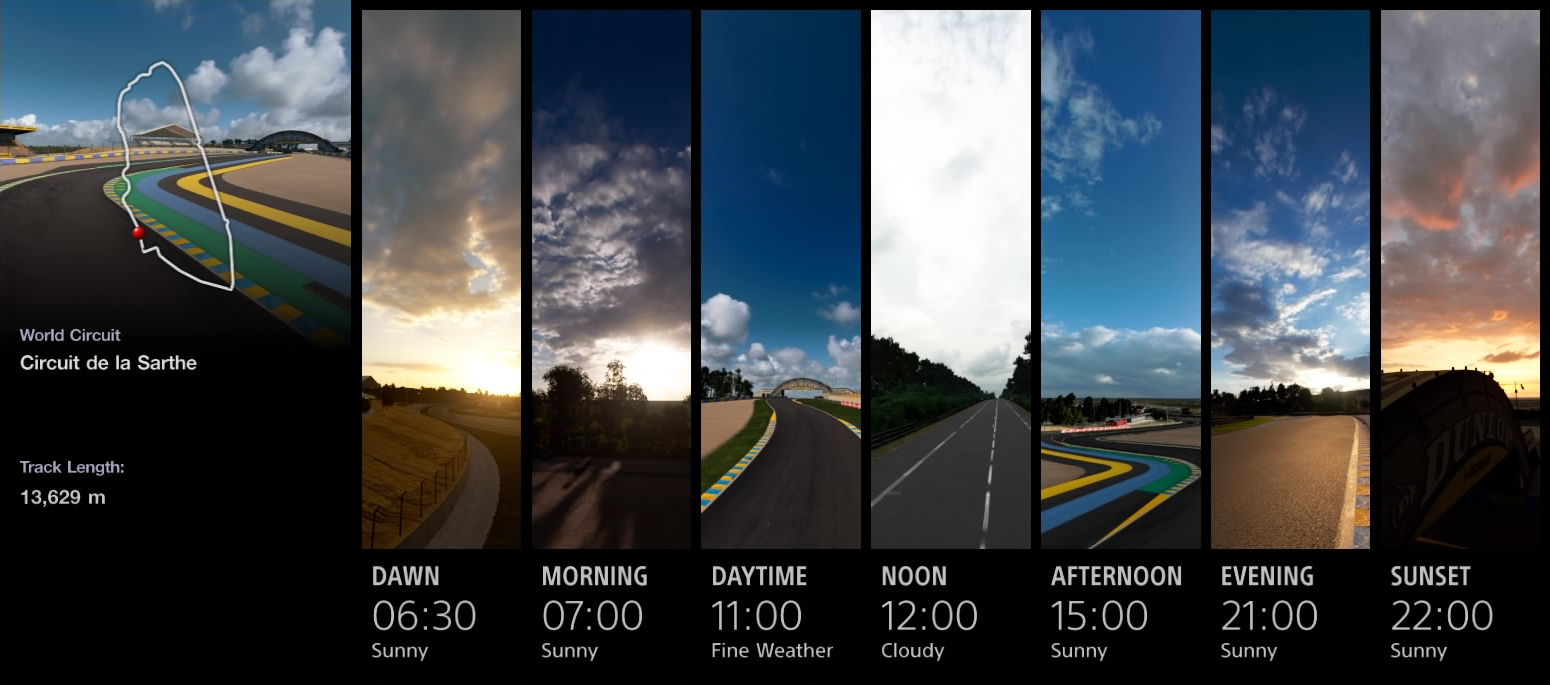 World Circuit
Circuit de la Sarthe
Track Length:
13,629 m
DAWN
06:30
Sunny
MORNING
07:00
Sunny
DAYTIME
11:00
Fine Weather
NOON
12:00
Cloudy
AFTERNOON
15:00
Sunny
EVENING
21:00
Sunny
SUNSET
22:00
Sunny
DUNLOP